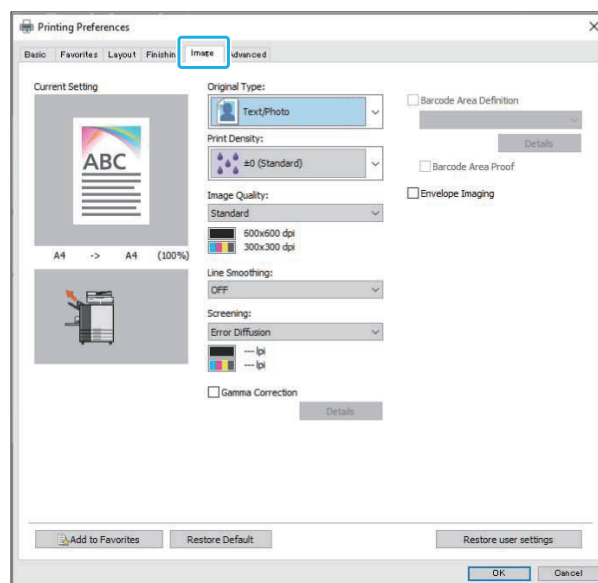 Printing Preferences
Basic Favorites Layout Finishin Image Advanced
Current Setting
ABC
A4 -> A4 (100%)
Original Type:
Text/Photo
Print Density:
±0 (Standard)
Image Quality:
Standard
600x600 dpi
300x300 dpi
Line Smoothing:
OFF
Screening:
Error Diffusion
--- lpi
--- lpi
Gamma Correction
Details
Barcode Area Definition
Details
Barcode Area Proof
Envelope Imaging
Add to Favorites Restore Default Restore user settings
OK Cancel